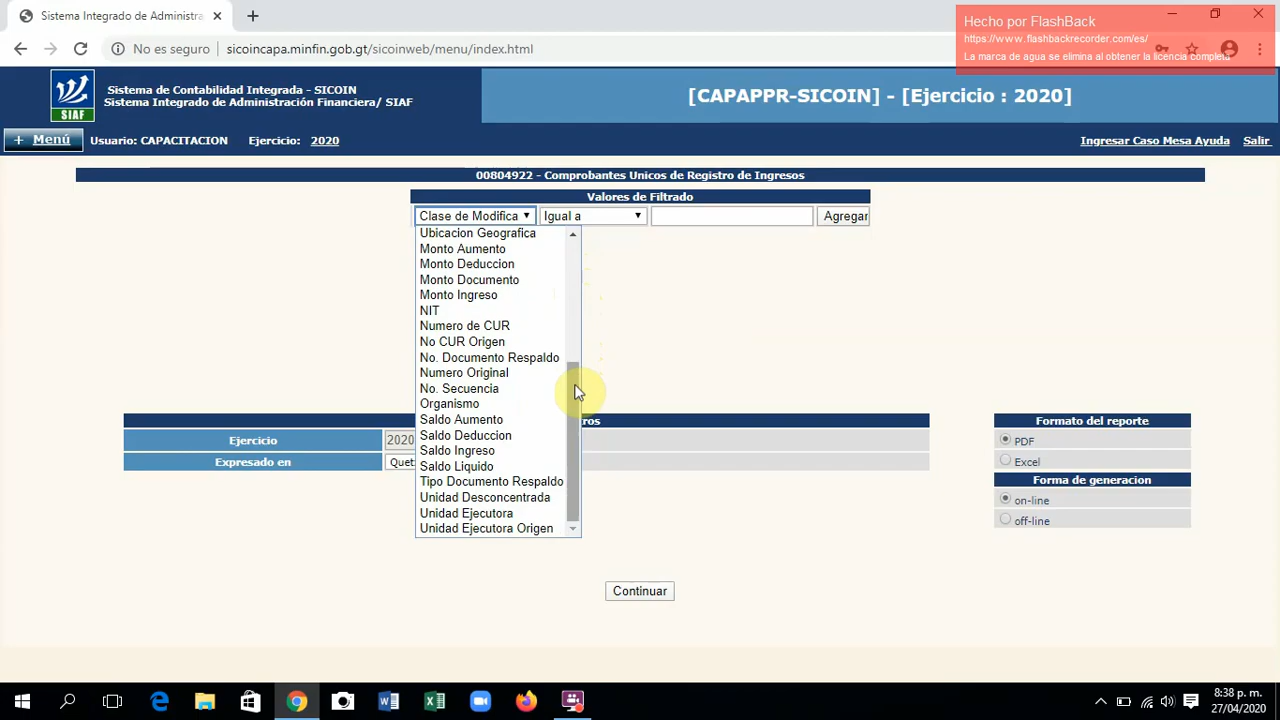 Sistema Integrado de Administra
Hecho por FlashBack
https://www.flashbackrecorder.com/es/
La marca de agua se elimina al obtener la licencia completa
No es seguro
sicoincapa.minfin.gob.gt/sicoinweb/menu/index.html
Sistema de Contabilidad Integrada - SICOIN
Sistema Integrado de Administración Financiera/ SIAF
SIAF
[CAPAPPR-SICOIN] - [Ejercicio : 2020]
+ Menú
Usuario: CAPACITACION
Ejercicio: 2020
Ingresar Caso Mesa Ayuda
Salir
00804922 - Comprobantes Unicos de Registro de Ingresos
Valores de Filtrado
Clase de Modifica
Igual a
Agregar
Ubicacion Geografica
Monto Aumento
Monto Deduccion
Monto Documento
Monto Ingreso
NIT
Numero de CUR
No CUR Origen
No. Documento Respaldo
Numero Original
No. Secuencia
Organismo
Saldo Aumento
Saldo Deduccion
Saldo Ingreso
Saldo Liquido
Tipo Documento Respaldo
Unidad Desconcentrada
Unidad Ejecutora
Unidad Ejecutora Origen
ros
Ejercicio
2020
Expresado en
Quet
Formato del reporte
PDF
Excel
Forma de generacion
on-line
off-line
Continuar
8:38 p. m.
27/04/2020